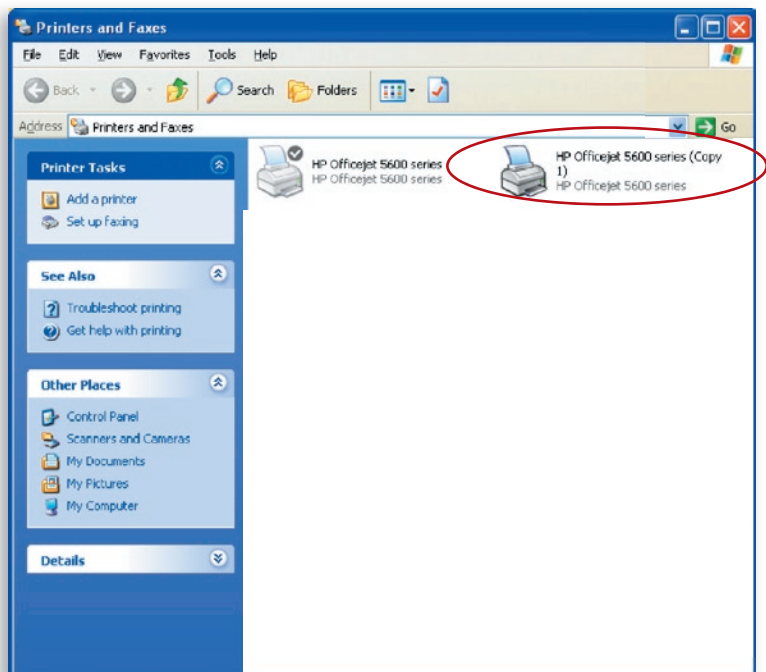 Printers and Faxes
File Edit View Favorites Tools Help
Back Search Folders
Address Printers and Faxes Go
Printer Tasks
Add a printer
Set up faxing
See Also
Troubleshoot printing
Get help with printing
Other Places
Control Panel
Scanners and Cameras
My Documents
My Pictures
My Computer
Details
HP Officejet 5600 series
HP Officejet 5600 series
HP Officejet 5600 series (Copy
1)
HP Officejet 5600 series